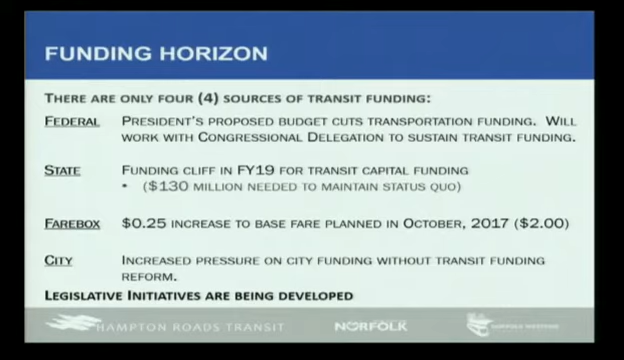 FUNDING HORIZON
THERE ARE ONLY FOUR (4) SOURCES OF TRANSIT FUNDING:
FEDERAL PRESIDENT'S PROPOSED BUDGET CUTS TRANSPORTATION FUNDING. WILL
WORK WITH CONGRESSIONAL DELEGATION TO SUSTAIN TRANSIT FUNDING.
STATE FUNDING CLIFF IN FY19 FOR TRANSIT CAPITAL FUNDING
• ($130 MILLION NEEDED TO MAINTAIN STATUS QUO)
FAREBOX $0.25 INCREASE TO BASE FARE PLANNED IN OCTOBER, 2017 ($2.00)
CITY INCREASED PRESSURE ON CITY FUNDING WITHOUT TRANSIT FUNDING
REFORM.
LEGISLATIVE INITIATIVES ARE BEING DEVELOPED
HAMPTON ROADS TRANSIT NORFOLK